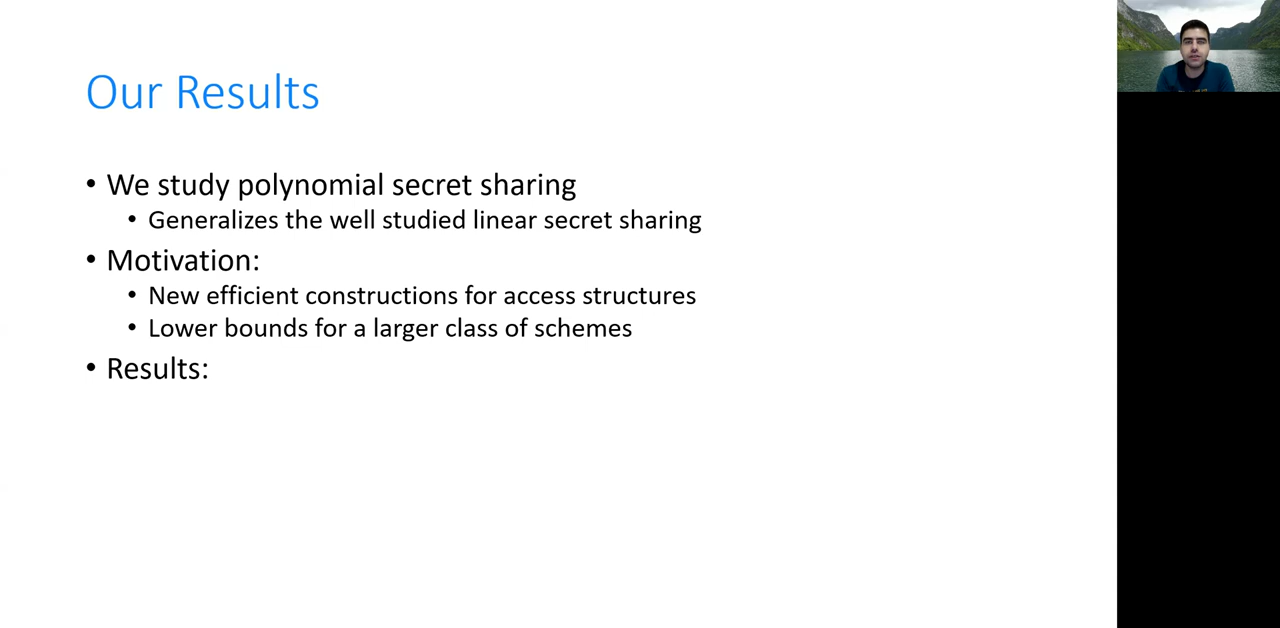 Our Results
• We study polynomial secret sharing
• Generalizes the well studied linear secret sharing
• Motivation:
• New efficient constructions for access structures
• Lower bounds for a larger class of schemes
• Results: